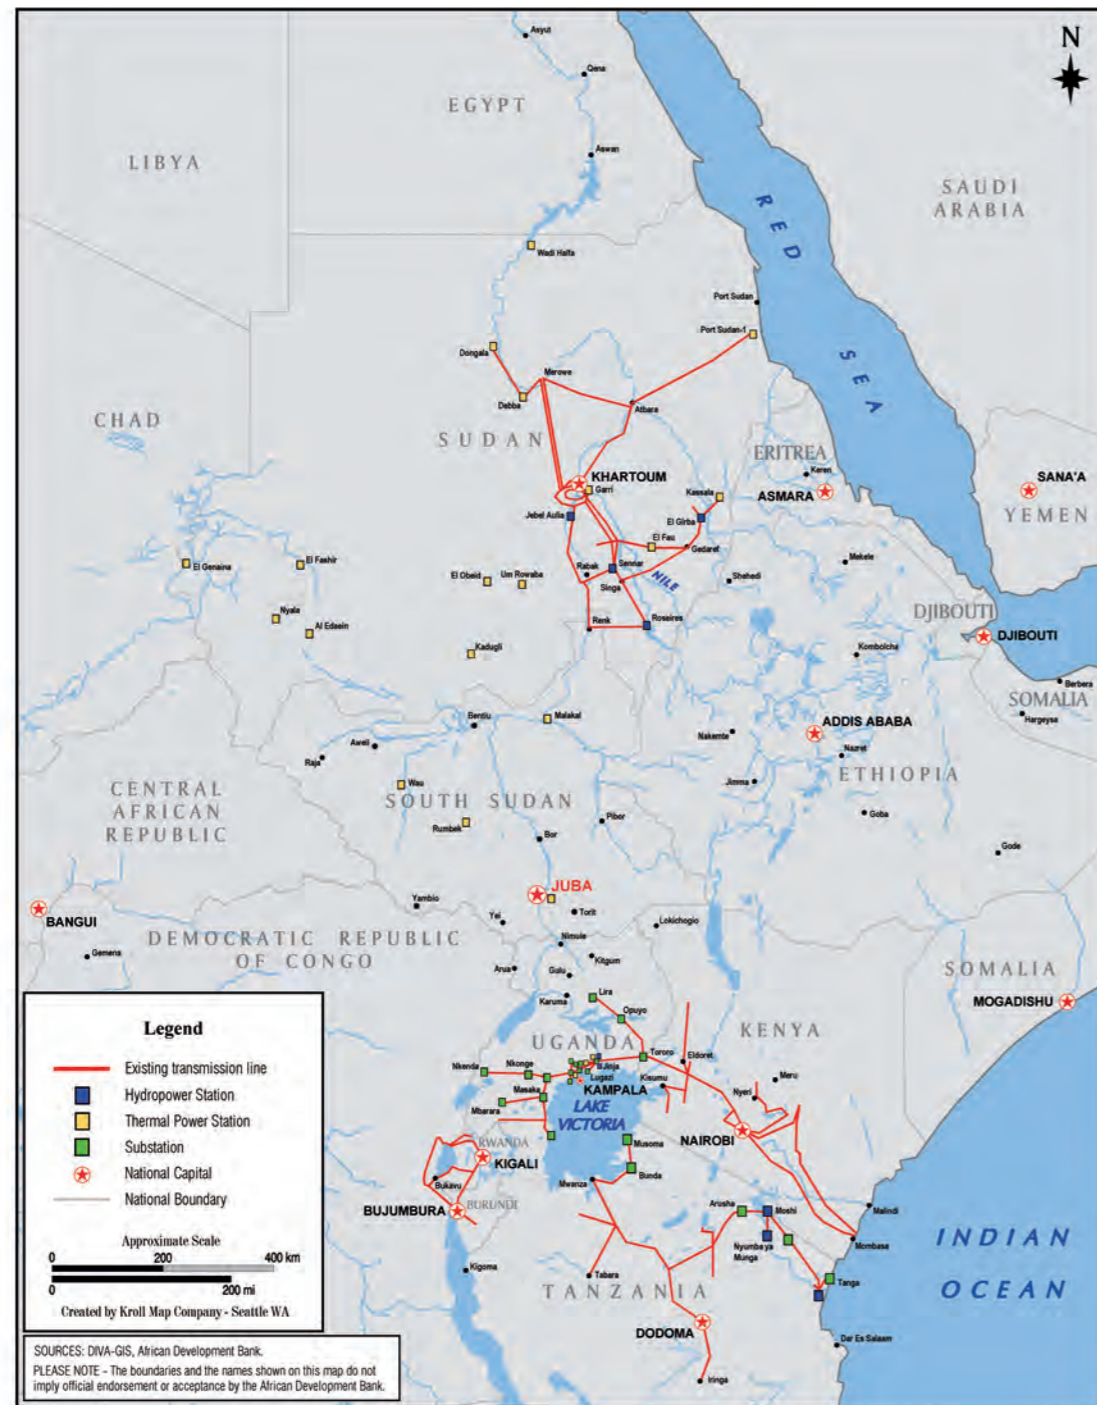 N
Asyut
Qena
EGYPT
LIBYA
Aswan
SAUDI
ARABIA
RED
SEA
Wadi Halfa
Port Sudan
Port Sudan-1
Dongala
Merowe
Debba
Atbara
CHAD
SUDAN
ERITREA
Keren
KHARTOUM
Garri
Kassala
ASMARA
SANA'A
YEMEN
Jebel Aulia
El Girba
El Fau
Gedaref
Mekele
El Genaina
El Fashir
El Obeid
Um Rowaba
Rabak
Sennar
Singa
NILE
Shehedi
Nyala
Al Edaein
Renk
Roseires
DJIBOUTI
DJIBOUTI
Kadugli
Kombolcha
Berbera
SOMALIA
Hargeysa
Bentiu
Malakal
ADDIS ABABA
Nakemte
Aweil
Raja
Nazret
ETHIOPIA
Jimma
CENTRAL
AFRICAN
REPUBLIC
Wau
SOUTH SUDAN
Rumbek
Pibor
Goba
Bor
Gode
JUBA
BANGUI
Yambio
Yei
Torit
Lokichogio
DEMOCRATIC REPUBLIC
OF CONGO
Gemena
Nimule
Kitgum
Arua
Gulu
SOMALIA
Karuma
Lira
MOGADISHU
Opuyo
UGANDA
KENYA
Tororo
Eldoret
Nkenda
Nkonge
Jinja
Lugazi
KAMPALA
Kisumu
Meru
Nyeri
Masaka
Mbarara
LAKE
VICTORIA
NAIROBI
RWANDA
KIGALI
Musoma
Bukavu
Mwanza
Bunda
BUJUMBURA
BURUNDI
Arusha
Moshi
Malindi
Nyumba ya
Munga
Mombasa
INDIAN
OCEAN
Kigoma
Tabara
TANZANIA
Tanga
DODOMA
Dar Es Salaam
Iringa
Legend
Existing transmission line
Hydropower Station
Thermal Power Station
Substation
National Capital
National Boundary
Approximate Scale
0 200 400 km
0 200 mi
Created by Kroll Map Company - Seattle WA
SOURCES: DIVA-GIS, African Development Bank.
PLEASE NOTE – The boundaries and the names shown on this map do not
imply official endorsement or acceptance by the African Development Bank.